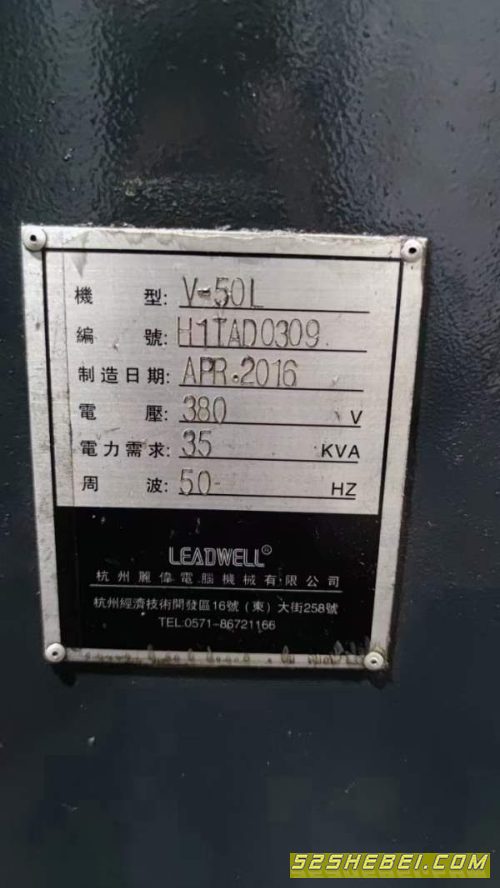 機 型: V-50L
編 號: H1TAD0309
制造日期: APR.2016
電 壓: 380 V
電力需求: 35 KVA
周 波: 50 HZ
LEADWELL®
杭州麗偉電腦機械有限公司
杭州經濟技術開發區16號(東)大街258號
TEL:0571-86721166
52SHEBEI.COM